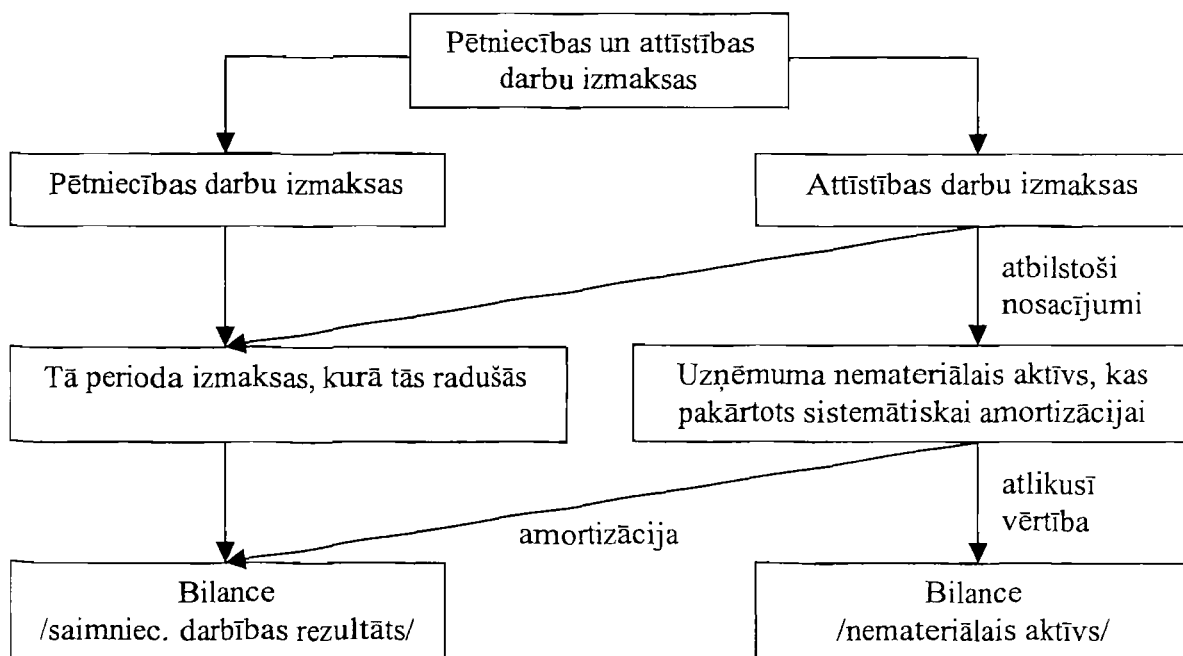 Pētniecības un attīstības
darbu izmaksas
Pētniecības darbu izmaksas
Attīstības darbu izmaksas
atbilstoši
nosacījumi
Tā perioda izmaksas, kurā tās radušās
Uzņēmuma nemateriālais aktīvs, kas
pakārtots sistemātiskai amortizācijai
atlikusī
vērtība
amortizācija
Bilance
/saimniec. darbības rezultāts/
Bilance
/nemateriālais aktīvs/